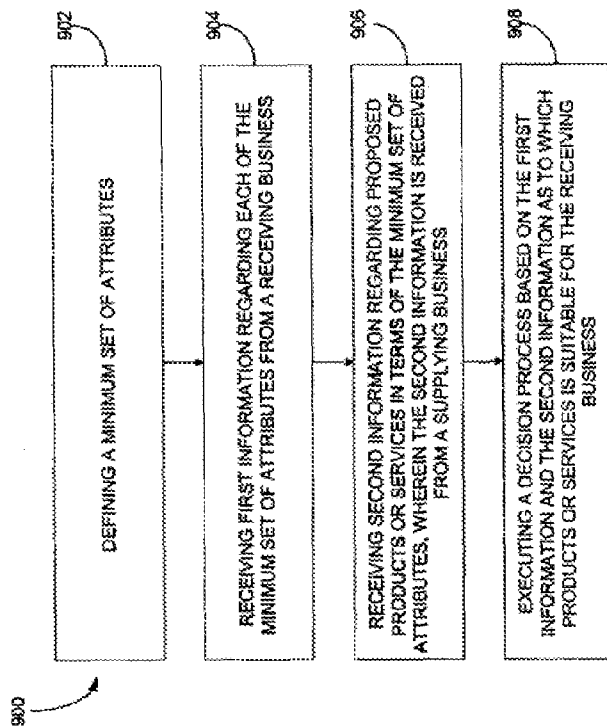 900
902
DEFINING A MINIMUM SET OF ATTRIBUTES
904
RECEIVING FIRST INFORMATION REGARDING EACH OF THE
MINIMUM SET OF ATTRIBUTES FROM A RECEIVING BUSINESS
906
RECEIVING SECOND INFORMATION REGARDING PROPOSED
PRODUCTS OR SERVICES IN TERMS OF THE MINIMUM SET OF
ATTRIBUTES, WHEREIN THE SECOND INFORMATION IS RECEIVED
FROM A SUPPLYING BUSINESS
908
EXECUTING A DECISION PROCESS BASED ON THE FIRST
INFORMATION AND THE SECOND INFORMATION AS TO WHICH
PRODUCTS OR SERVICES IS SUITABLE FOR THE RECEIVING
BUSINESS